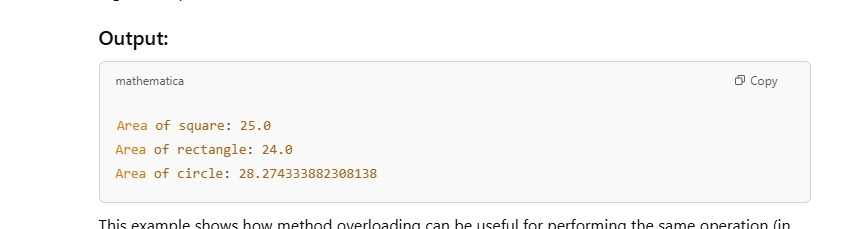 Output:
mathematica
Copy
Area of square: 25.0
Area of rectangle: 24.0
Area of circle: 28.274333882308138
This example shows how method overloading can be useful for performing the same operation (in